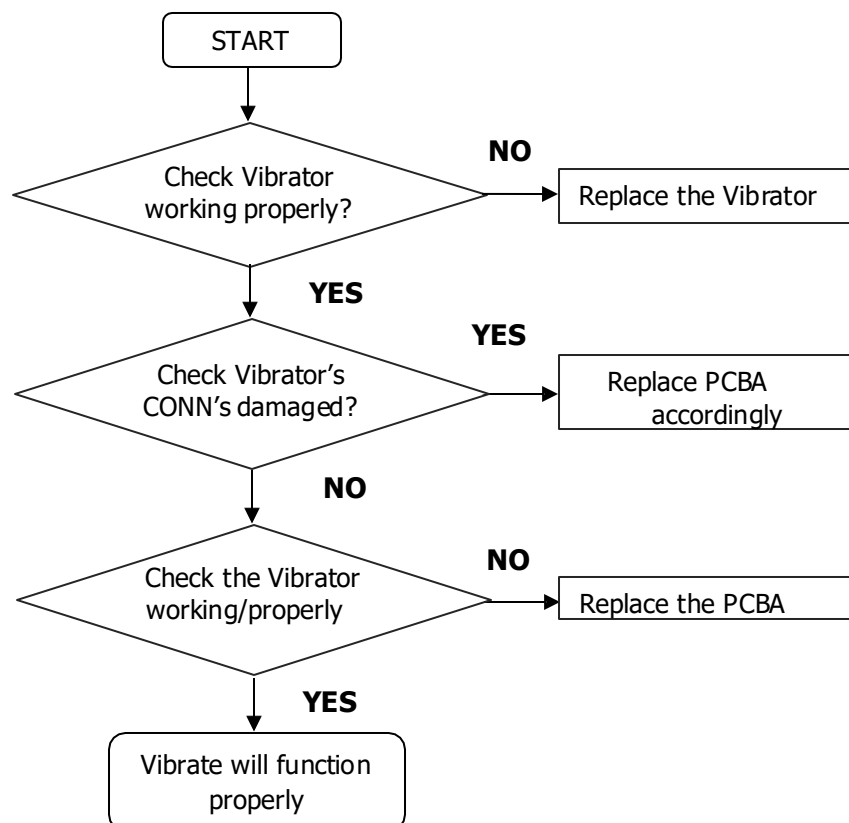 START
Check Vibrator
working properly?
NO
Replace the Vibrator
YES
Check Vibrator’s
CONN’s damaged?
YES
Replace PCBA
accordingly
NO
Check the Vibrator
working/properly
NO
Replace the PCBA
YES
Vibrate will function
properly